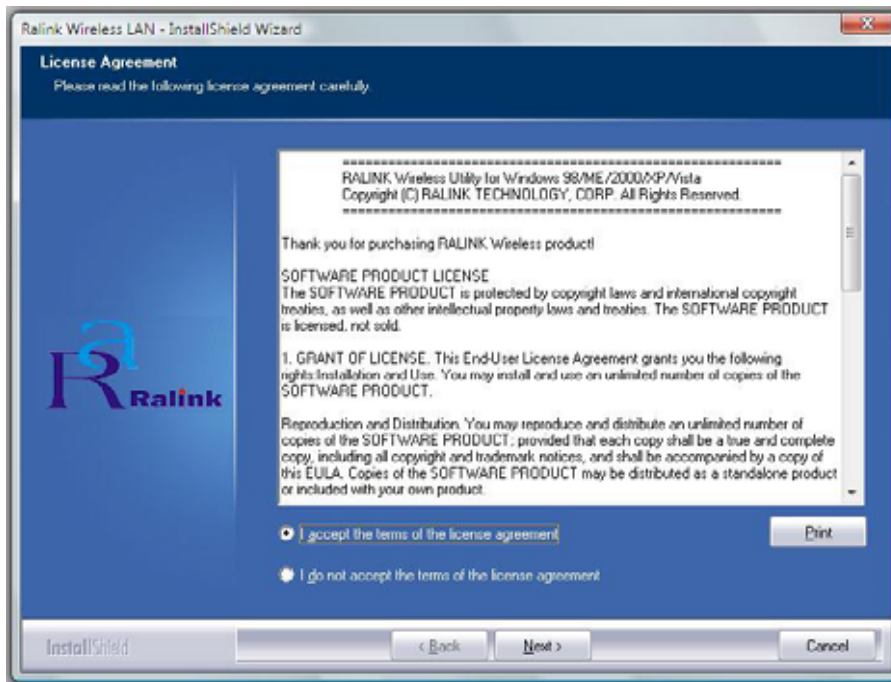 Ralink Wireless LAN - InstallShield Wizard
License Agreement
Please read the following license agreement carefully.
============================================================
RALINK Wireless Utility for Windows 98/ME/2000/XP/Vista
Copyright (C) RALINK TECHNOLOGY, CORP. All Rights Reserved.
============================================================
Thank you for purchasing RALINK Wireless product!
SOFTWARE PRODUCT LICENSE
The SOFTWARE PRODUCT is protected by copyright laws and international copyright
treaties, as well as other intellectual property laws and treaties. The SOFTWARE PRODUCT
is licensed, not sold.
1. GRANT OF LICENSE. This End-User License Agreement grants you the following
rights:Installation and Use. You may install and use an unlimited number of copies of the
SOFTWARE PRODUCT.
Reproduction and Distribution. You may reproduce and distribute an unlimited number of
copies of the SOFTWARE PRODUCT; provided that each copy shall be a true and complete
copy, including all copyright and trademark notices, and shall be accompanied by a copy of
this EULA. Copies of the SOFTWARE PRODUCT may be distributed as a standalone product
or included with your own product.
Ra
Ralink
I accept the terms of the license agreement
Print
I do not accept the terms of the license agreement
InstallShield
< Back
Next >
Cancel